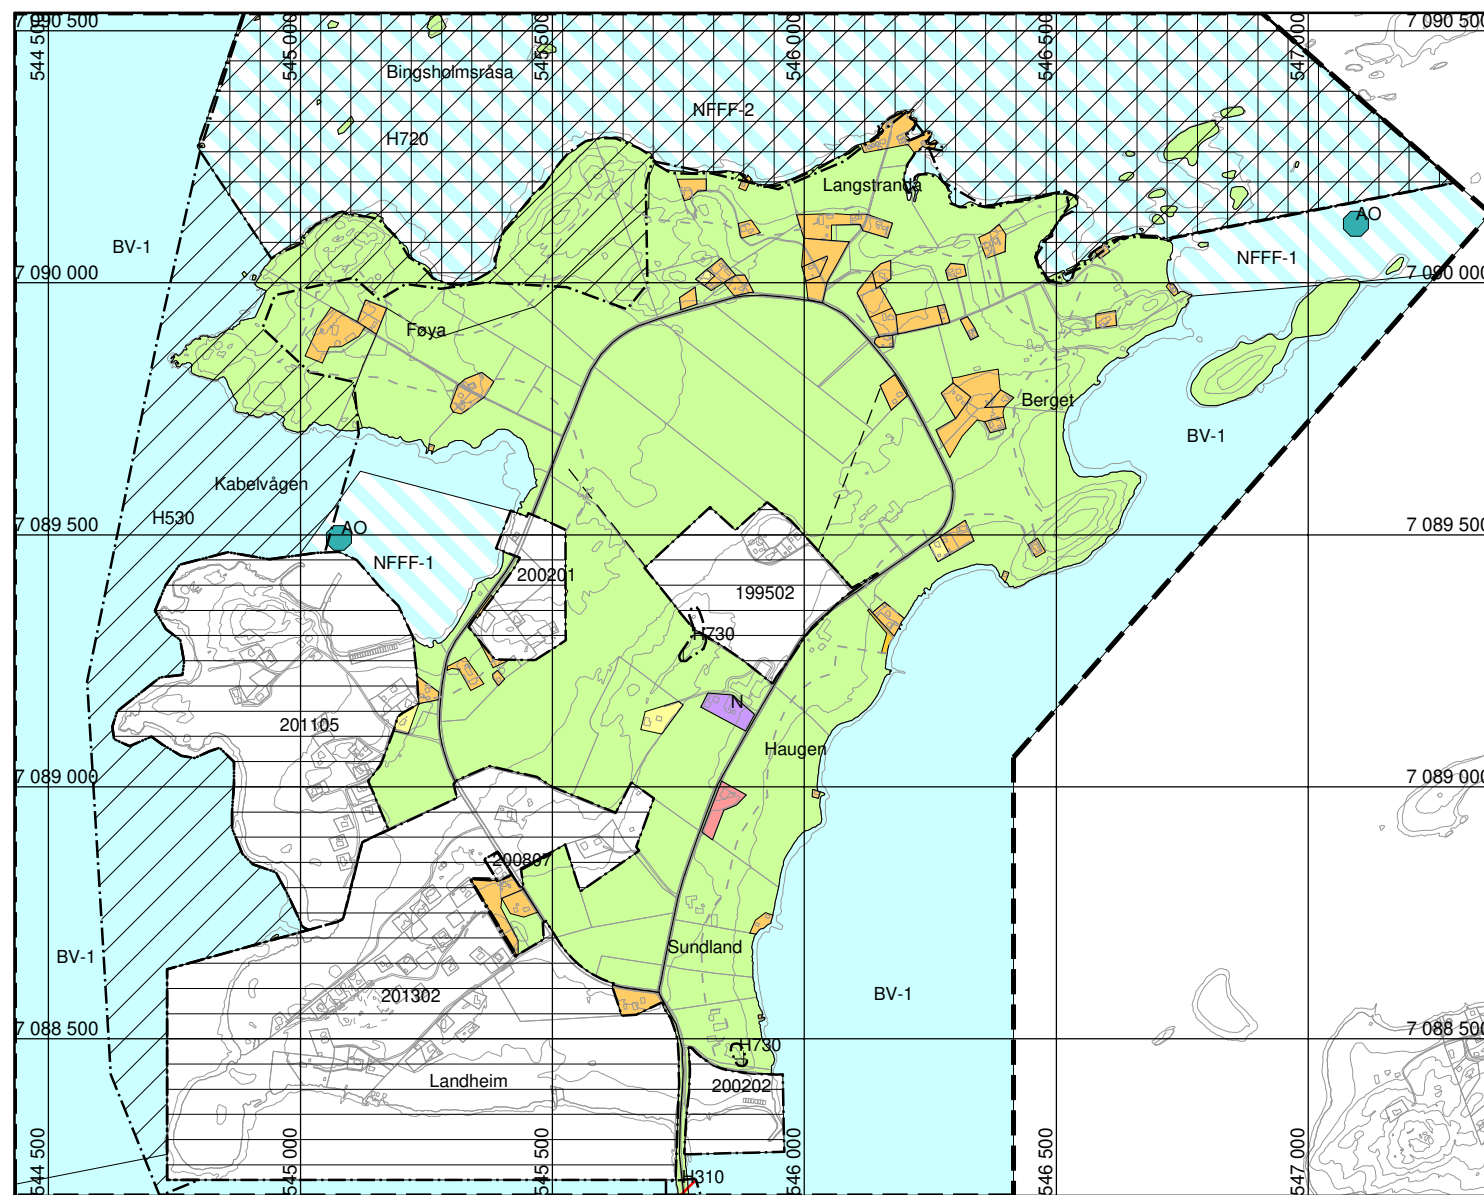 7 090 500
7 090 500
544 500
545 000
545 500
546 000
546 500
547 000
Bingsholmsråsa
NFFF-2
H720
Langstranda
AO
BV-1
NFFF-1
7 090 000
7 090 000
Føya
Berget
BV-1
Kabelvågen
H530
AO
7 089 500
7 089 500
NFFF-1
200201
199502
H730
N
201105
Haugen
7 089 000
7 089 000
200807
Sundland
BV-1
201302
BV-1
7 088 500
7 088 500
H730
Landheim
200202
H310
544 500
545 000
545 500
546 000
546 500
547 000